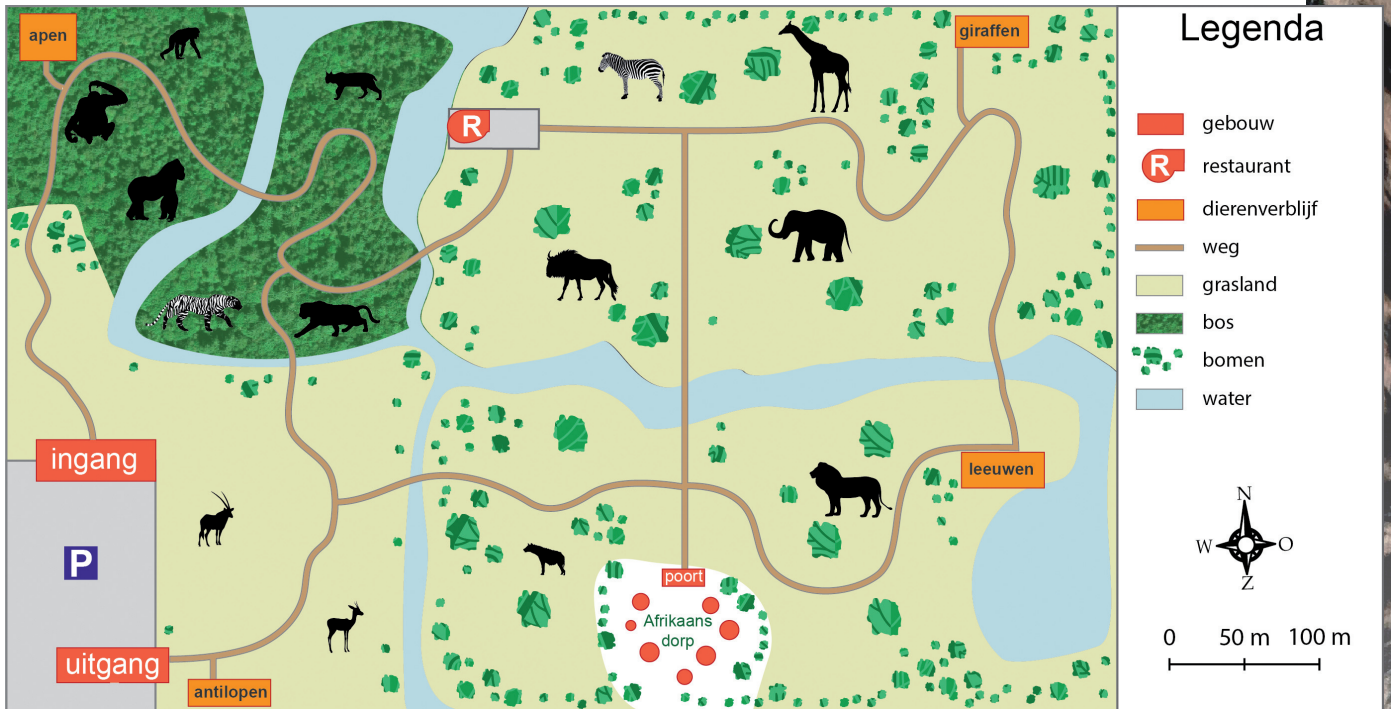 apen
giraffen
R
leeuwen
ingang
P
poort
Afrikaans
dorp
uitgang
antilopen
Legenda
gebouw
R restaurant
dierenverblijf
weg
grasland
bos
bomen
water
N
W O
Z
0 50 m 100 m